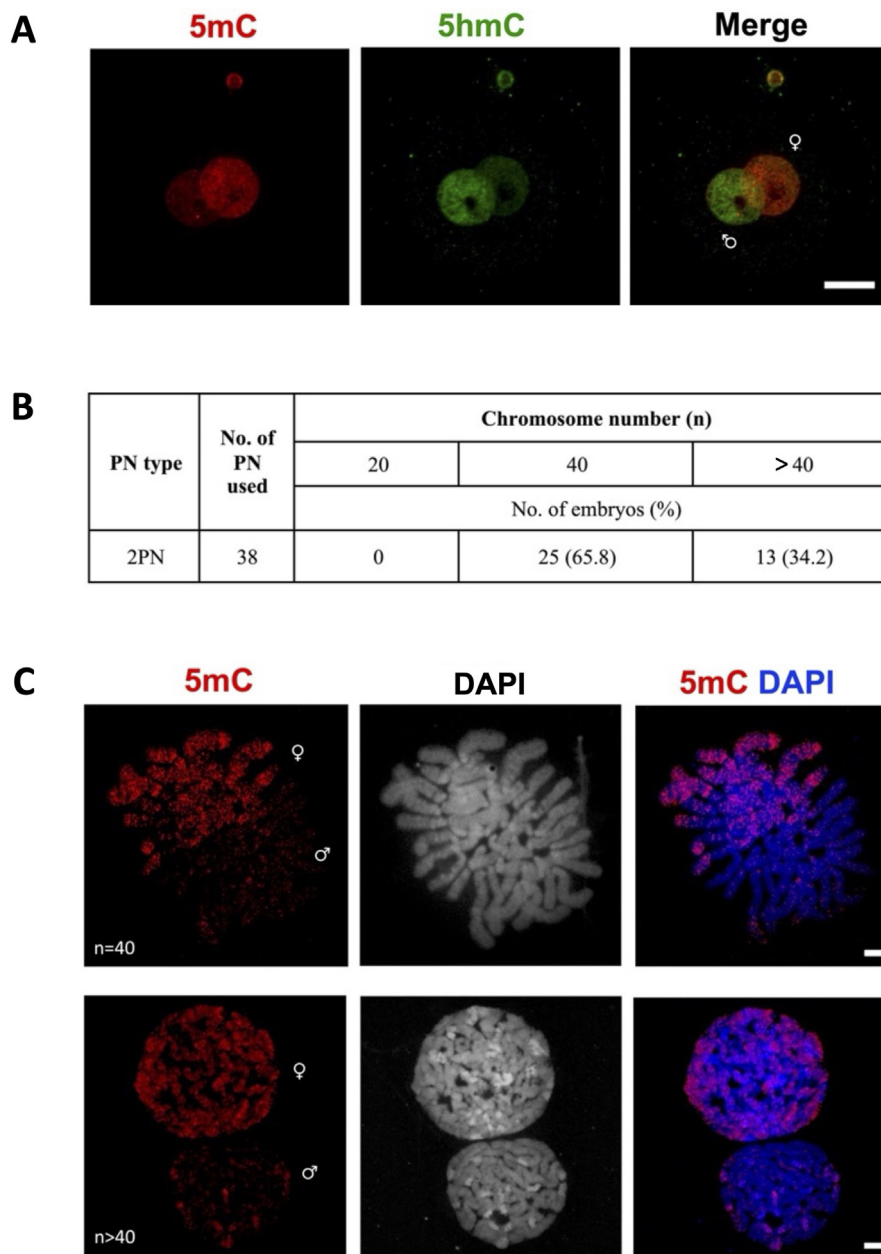 A
5mC 5hmC Merge
♀
♂
B
PN type
No. of
PN
used
Chromosome number (n)
20 40 >40
No. of embryos (%)
2PN 38 0 25 (65.8) 13 (34.2)
C
5mC DAPI 5mC DAPI
♀
♂
n=40
♀
♂
n>40